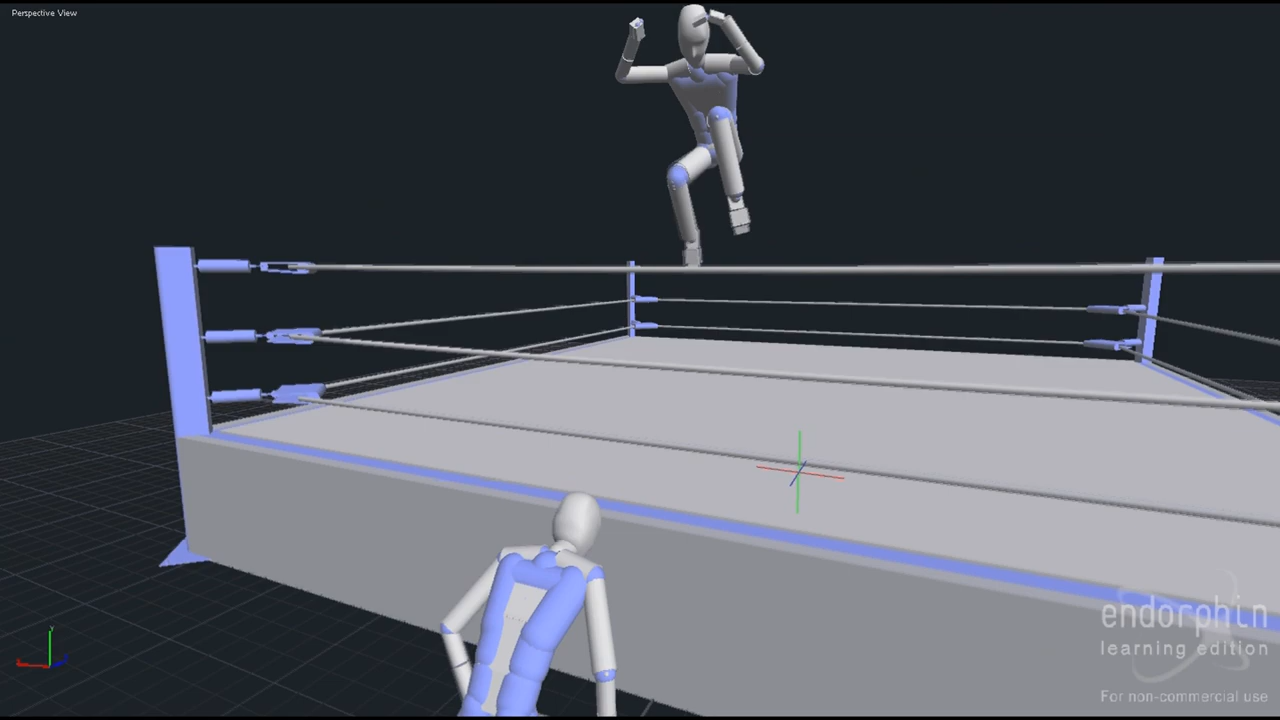 Perspective View
endorphin
learning edition
For non-commercial use